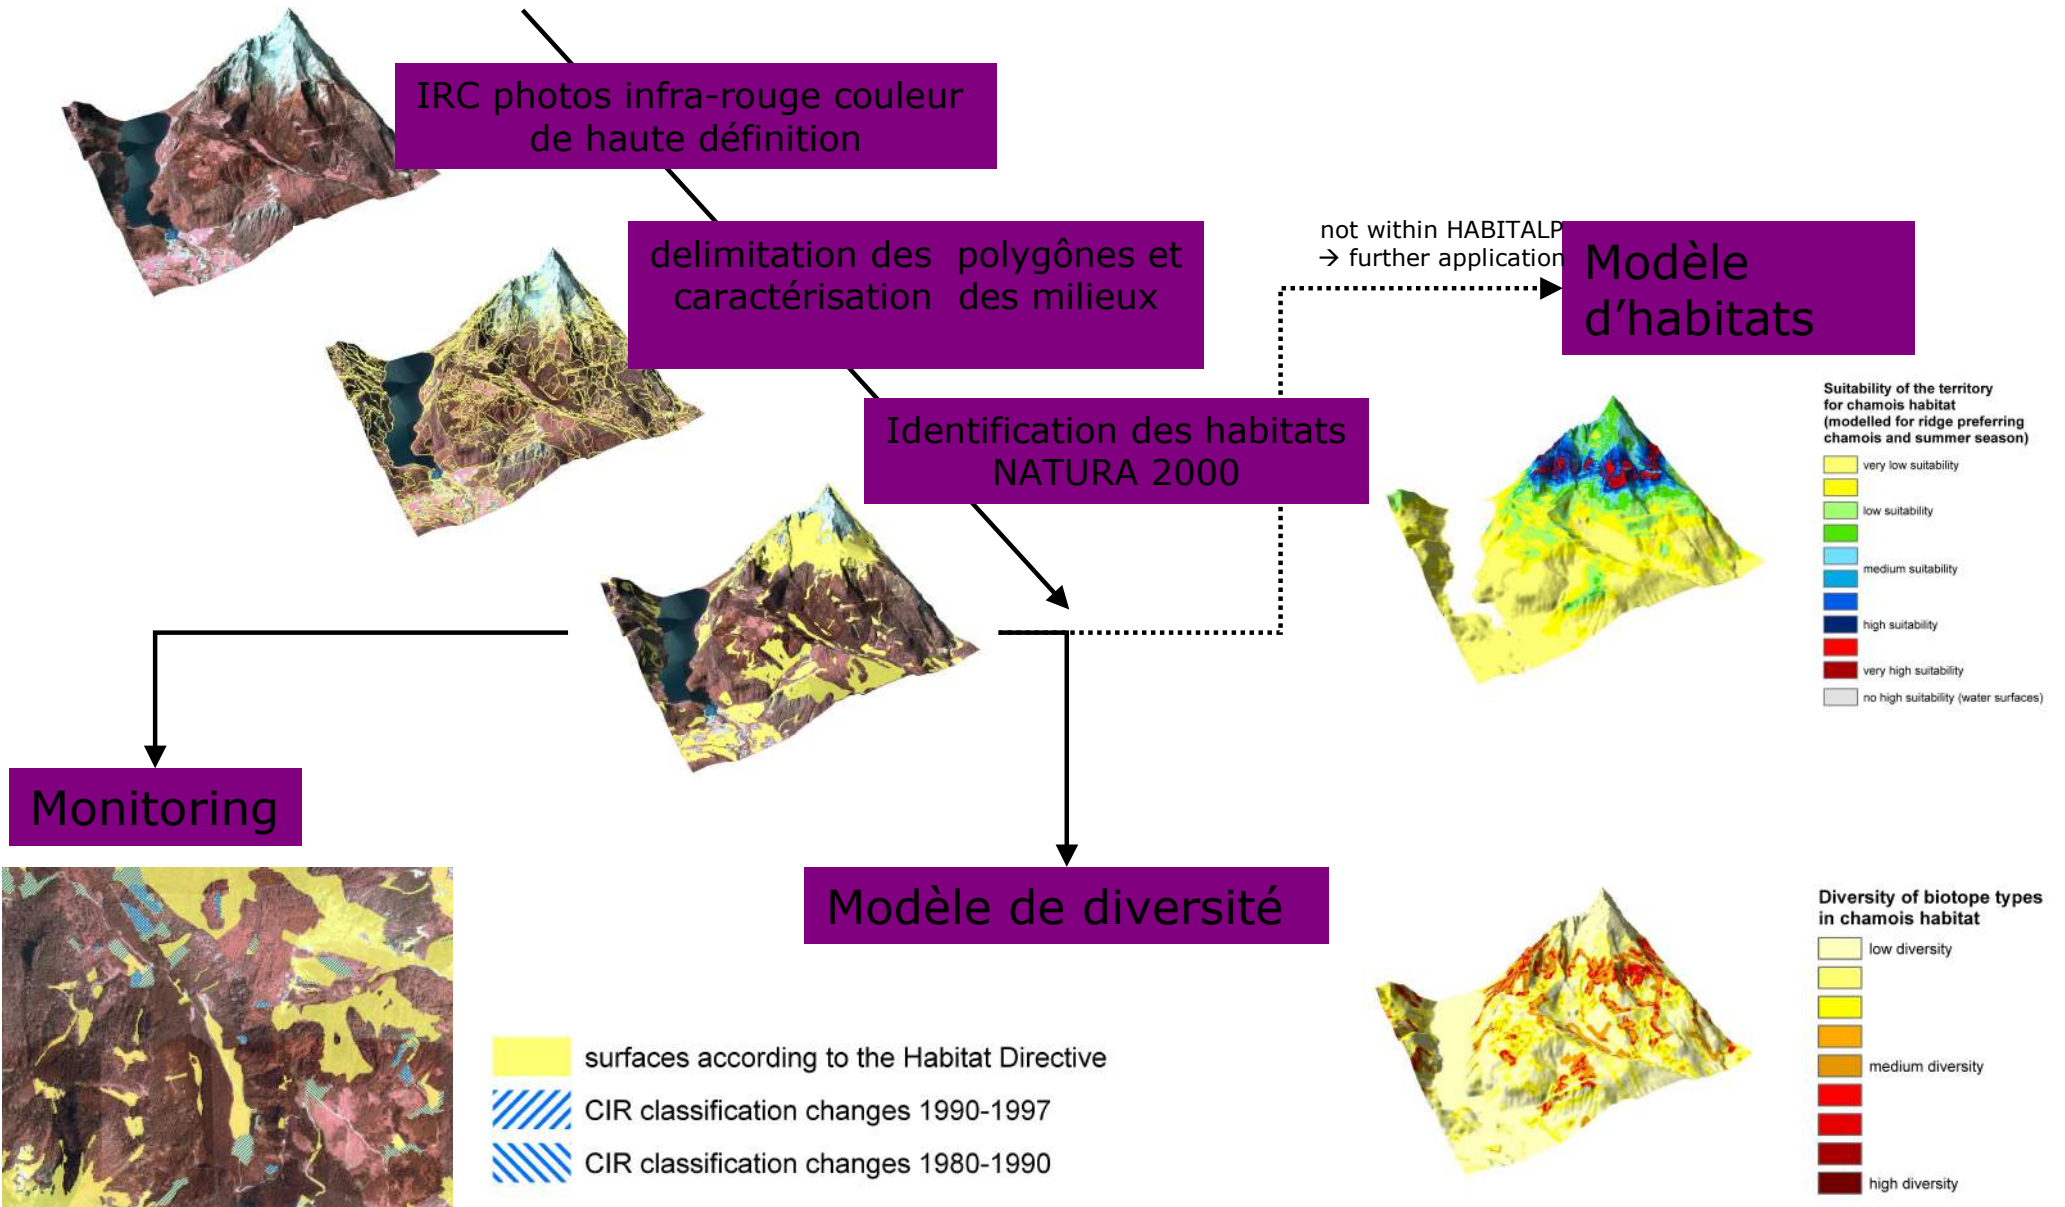 IRC photos infra-rouge couleur
de haute définition
delimitation des  polygônes et
caractérisation  des milieux
not within HABITALP
→ further application
Modèle
d’habitats
Identification des habitats
NATURA 2000
Suitability of the territory
for chamois habitat
(modelled for ridge preferring
chamois and summer season)
very low suitability
low suitability
medium suitability
high suitability
very high suitability
no high suitability (water surfaces)
Monitoring
Modèle de diversité
Diversity of biotope types
in chamois habitat
low diversity
medium diversity
high diversity
surfaces according to the Habitat Directive
CIR classification changes 1990-1997
CIR classification changes 1980-1990